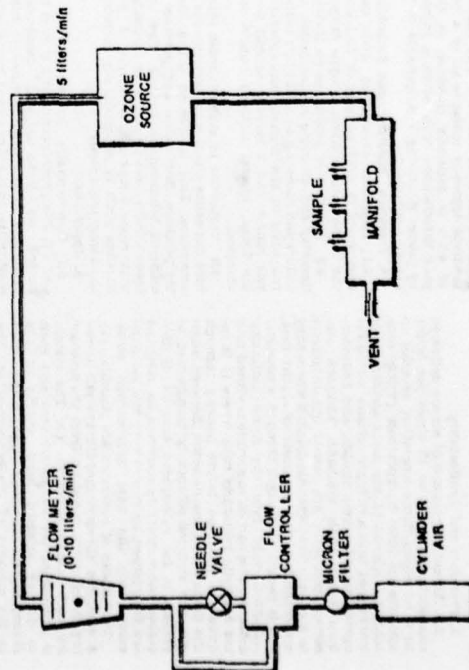 FLOW METER
(0-10 liters/min)
5 liters/min
OZONE
SOURCE
NEEDLE
VALVE
FLOW
CONTROLLER
MICRON
FILTER
CYLINDER
AIR
SAMPLE
MANIFOLD
VENT